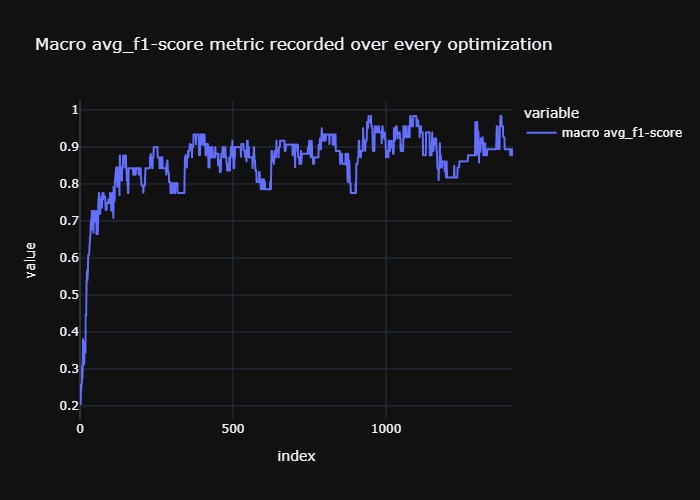 Macro avg_f1-score metric recorded over every optimization
variable
macro avg_f1-score
1
0.9
0.8
0.7
0.6
0.5
0.4
0.3
0.2
value
0
500
1000
index